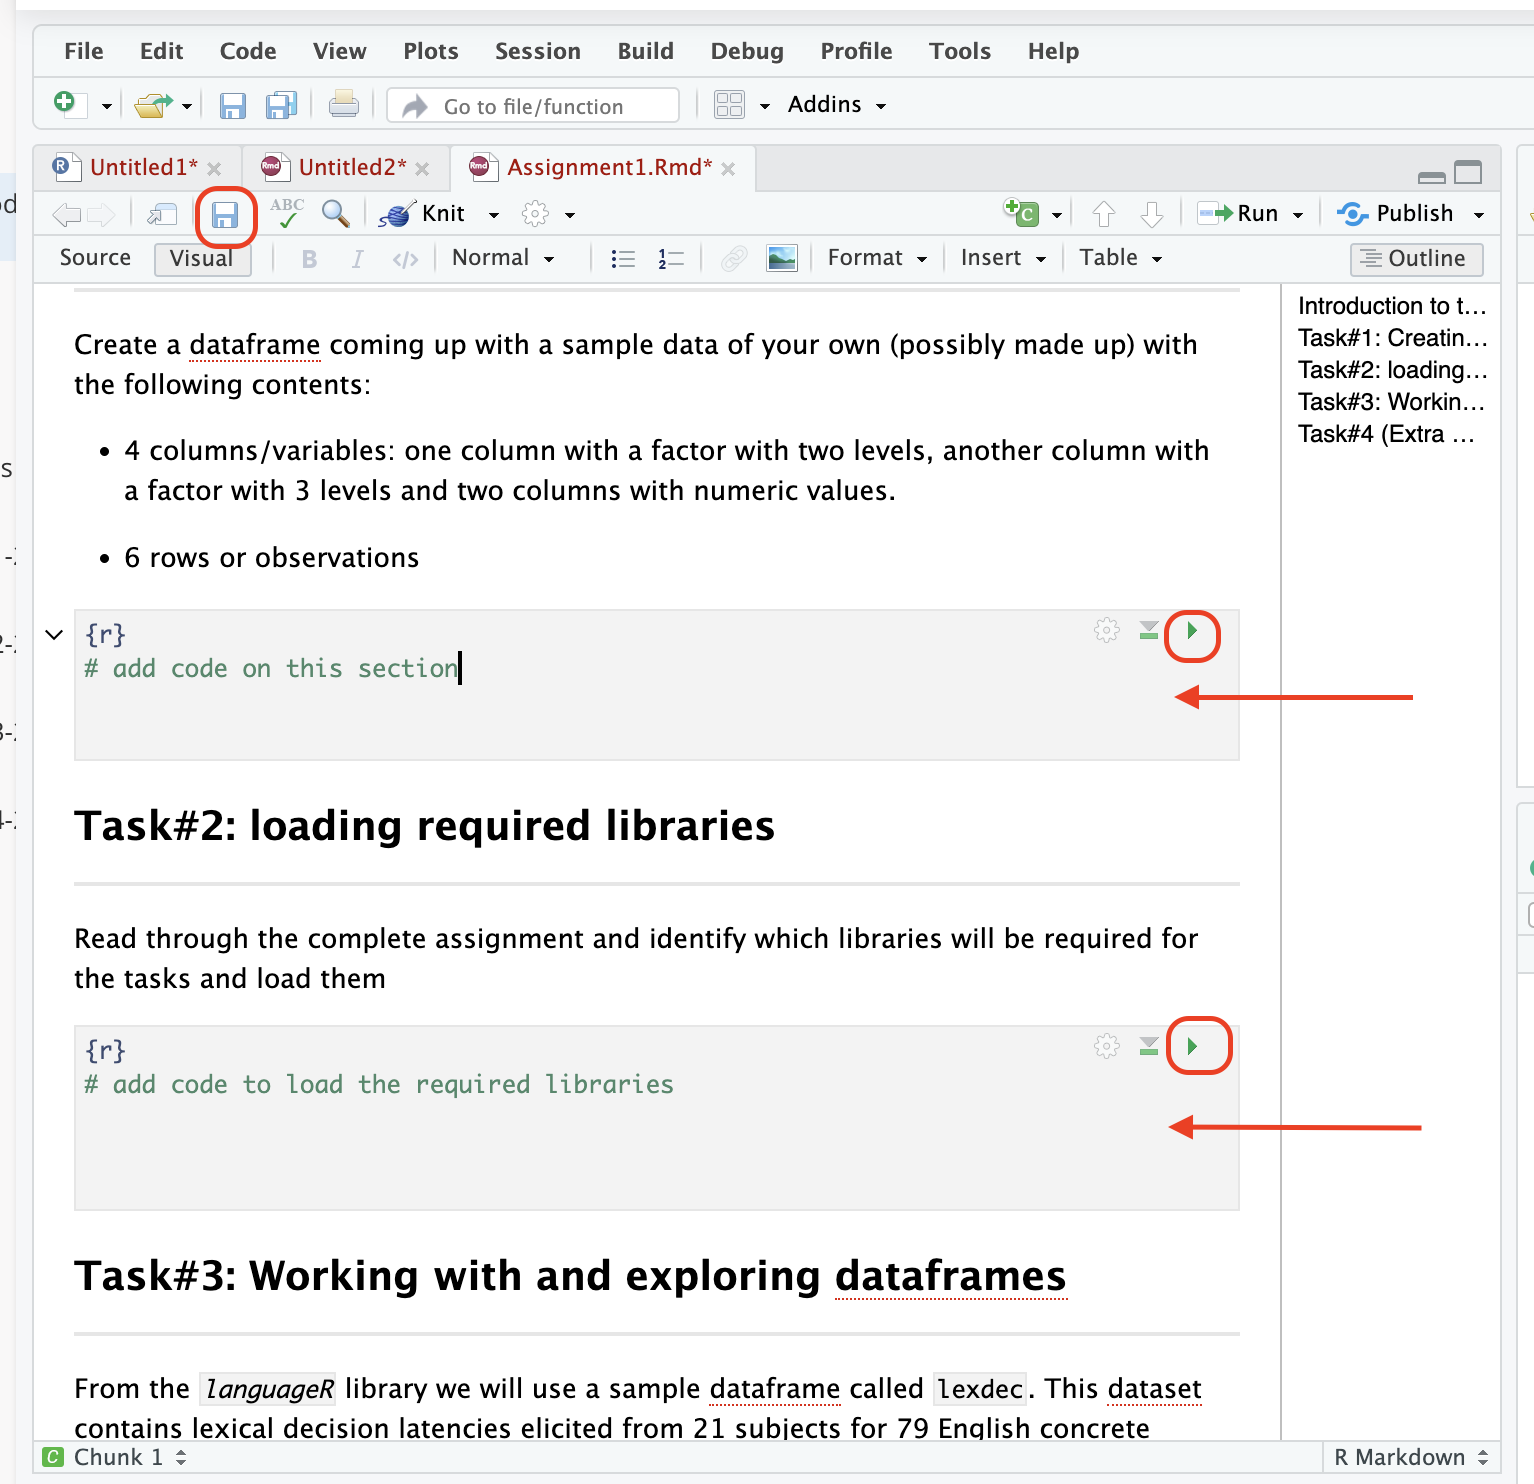 File Edit Code View Plots Session Build Debug Profile Tools Help
Go to file/function Addins
Untitled1* Untitled2* Assignment1.Rmd*
ABC Knit Run Publish
Source Visual B I </> Normal Format Insert Table Outline
Create a dataframe coming up with a sample data of your own (possibly made up) with
the following contents:
• 4 columns/variables: one column with a factor with two levels, another column with
a factor with 3 levels and two columns with numeric values.
• 6 rows or observations
{r}
# add code on this section
Task#2: loading required libraries
Read through the complete assignment and identify which libraries will be required for
the tasks and load them
{r}
# add code to load the required libraries
Task#3: Working with and exploring dataframes
From the languageR library we will use a sample dataframe called lexdec. This dataset
contains lexical decision latencies elicited from 21 subjects for 79 English concrete
Introduction to t...
Task#1: Creatin...
Task#2: loading...
Task#3: Workin...
Task#4 (Extra ...
C Chunk 1 R Markdown